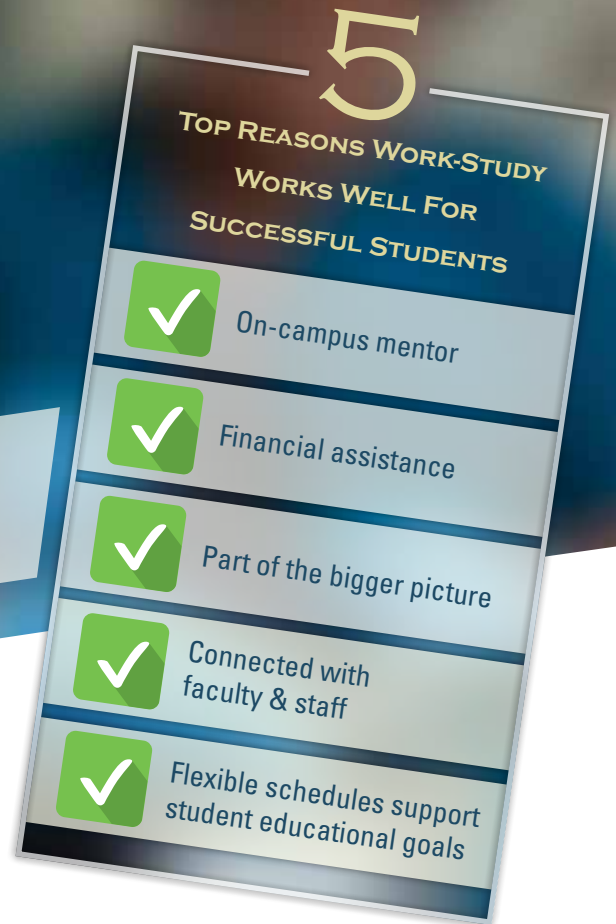 5
Top Reasons Work-Study
Works Well For
Successful Students
On-campus mentor
Financial assistance
Part of the bigger picture
Connected with
faculty & staff
Flexible schedules support
student educational goals